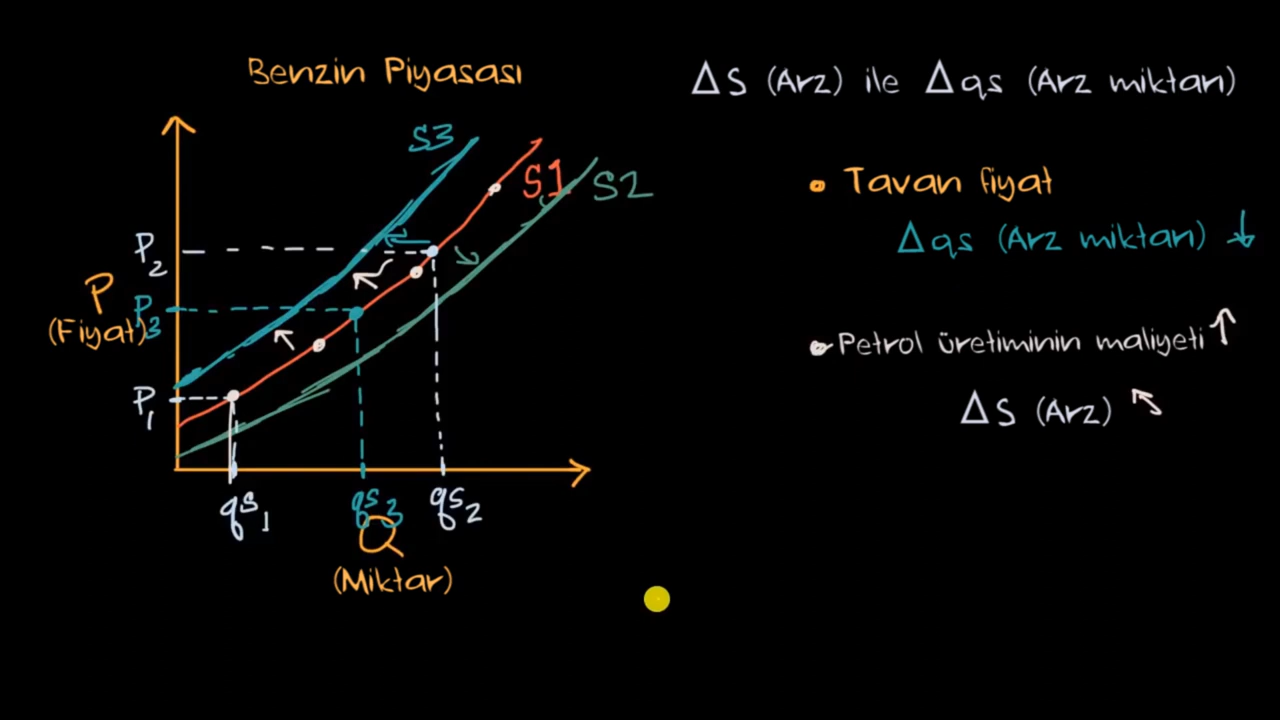 Benzin Piyasası
ΔS (Arz) ile Δqs (Arz miktarı)
S3
S1
S2
Tavan fiyat
Δqs (Arz miktarı) ↓
P2
P
(Fiyat)
P3
Petrol üretiminin maliyeti ↑
P1
ΔS (Arz) ↖
qs1
qs3
qs2
Q
(Miktar)